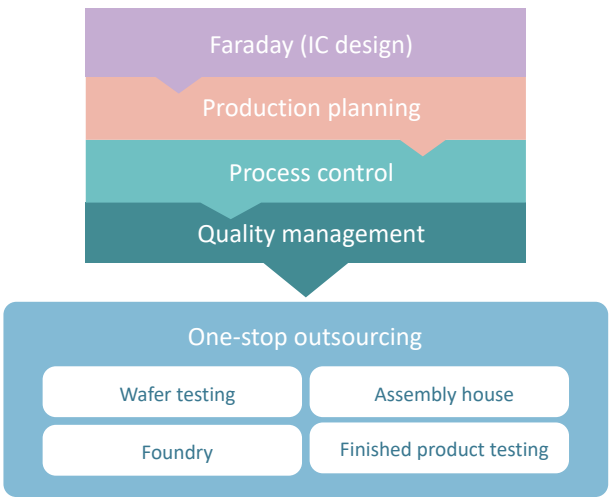 Faraday (IC design)
Production planning
Process control
Quality management
One-stop outsourcing
Wafer testing
Assembly house
Foundry
Finished product testing